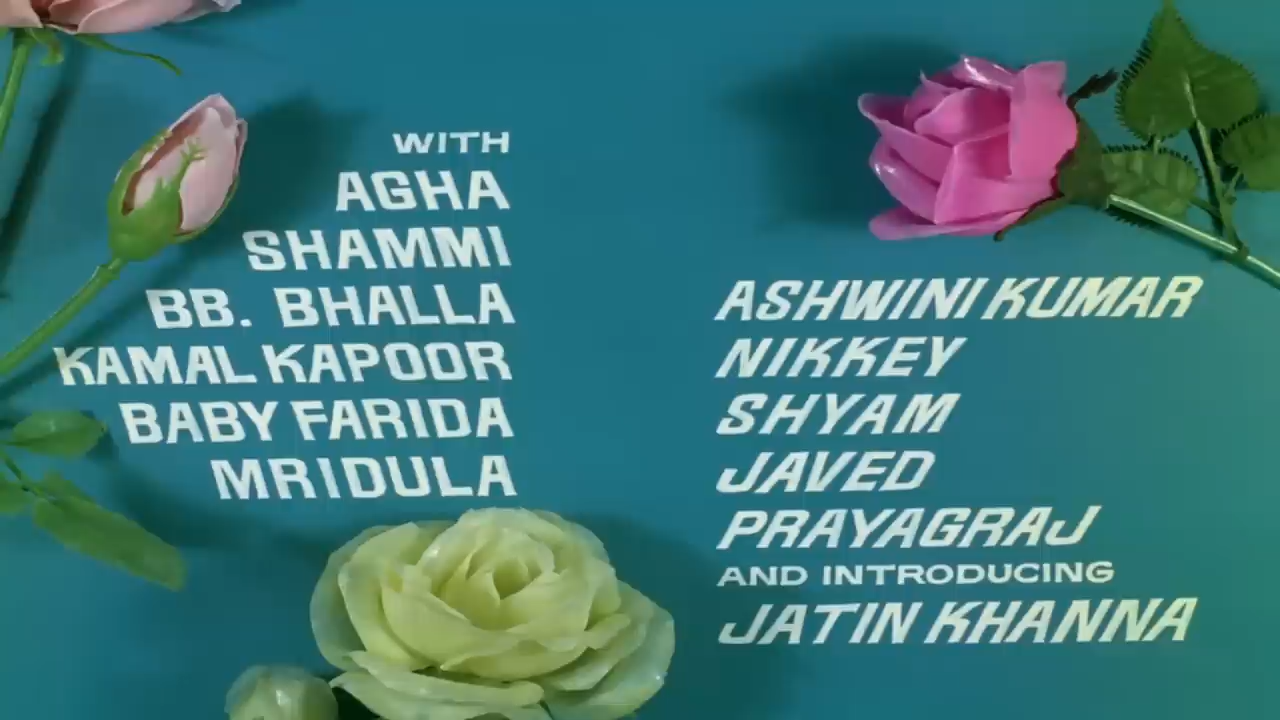 WITH
AGHA
SHAMMI
BB. BHALLA
KAMAL KAPOOR
BABY FARIDA
MRIDULA
ASHWINI KUMAR
NIKKEY
SHYAM
JAVED
PRAYAGRAJ
AND INTRODUCING
JATIN KHANNA